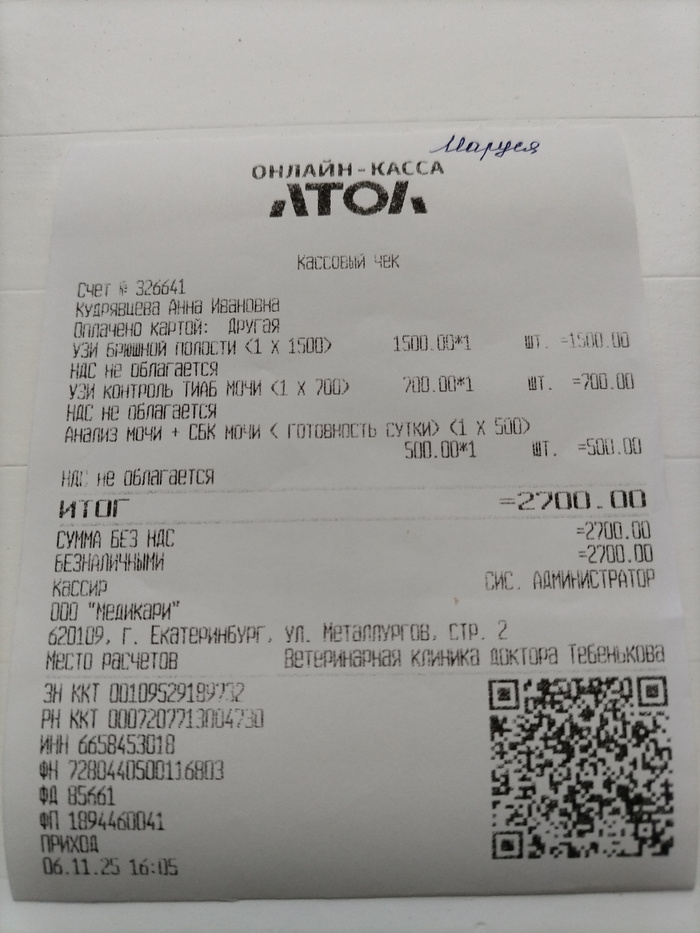 Маруся
ОНЛАЙН-КАССА
АТОЛ
КАССОВЫЙ ЧЕК
Счет № 326641
Кудрявцева Анна Ивановна
Оплачено картой: Другая
УЗИ БРЮШНОЙ ПОЛОСТИ (1 X 1500) 1500.00*1 ШТ. =1500.00
НДС не облагается
УЗИ КОНТРОЛЬ ТИАБ МОЧИ (1 X 700) 700.00*1 ШТ. =700.00
НДС не облагается
Анализ мочи + СБК мочи ( ГОТОВНОСТЬ СУТКИ) (1 X 500)
500.00*1 ШТ. =500.00
НДС не облагается
ИТОГ =2700.00
СУММА БЕЗ НДС =2700.00
БЕЗНАЛИЧНЫМИ =2700.00
Кассир СИС. АДМИНИСТРАТОР
ООО "Медикари"
620109, г. Екатеринбург, ул. Металлургов, стр. 2
Место расчетов Ветеринарная клиника доктора Тебенькова
ЗН ККТ 00109529189752
РН ККТ 0007207713004730
ИНН 6658453018
ФН 7280440500116803
ФД 85661
ФП 1894460041
ПРИХОД
06.11.25 16:05